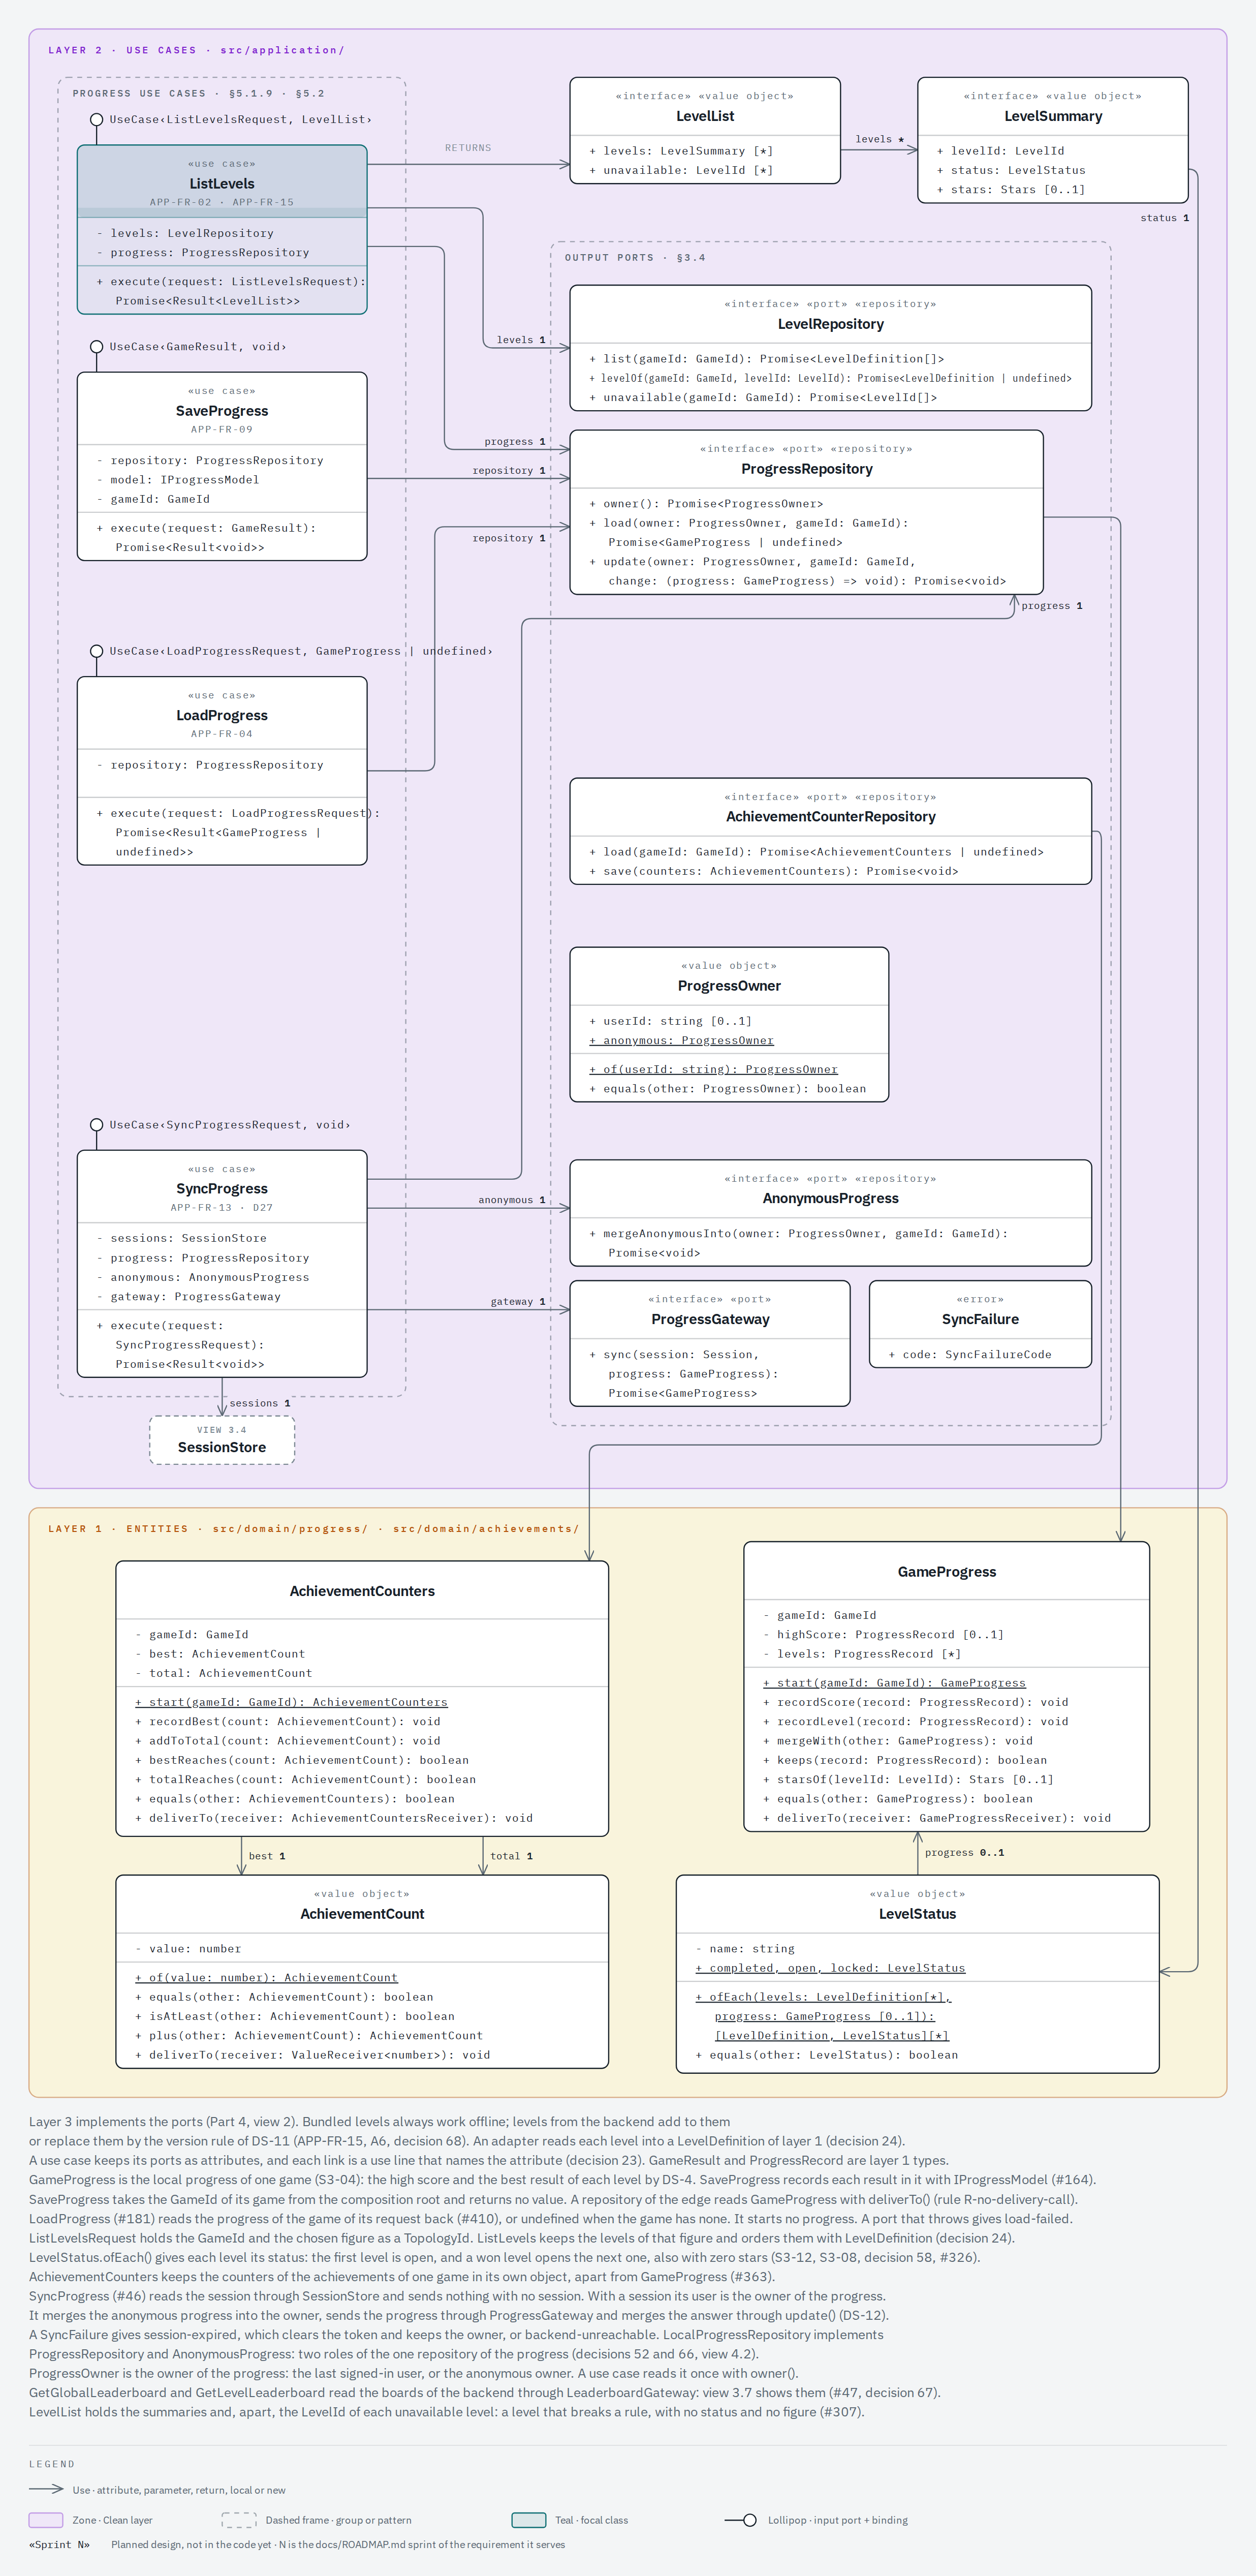 LAYER 2 · USE CASES · src/application/
PROGRESS USE CASES · §5.1.9 · §5.2
UseCase‹ListLevelsRequest, LevelList›
«use case»
ListLevels
APP-FR-02 · APP-FR-15
- levels: LevelRepository
- progress: ProgressRepository
+ execute(request: ListLevelsRequest):
Promise<Result<LevelList>>
RETURNS
«interface» «value object»
LevelList
+ levels: LevelSummary [*]
+ unavailable: LevelId [*]
levels *
«interface» «value object»
LevelSummary
+ levelId: LevelId
+ status: LevelStatus
+ stars: Stars [0..1]
status 1
OUTPUT PORTS · §3.4
«interface» «port» «repository»
LevelRepository
+ list(gameId: GameId): Promise<LevelDefinition[]>
+ levelOf(gameId: GameId, levelId: LevelId): Promise<LevelDefinition | undefined>
+ unavailable(gameId: GameId): Promise<LevelId[]>
levels 1
UseCase‹GameResult, void›
«use case»
SaveProgress
APP-FR-09
- repository: ProgressRepository
- model: IProgressModel
- gameId: GameId
+ execute(request: GameResult):
Promise<Result<void>>
progress 1
repository 1
repository 1
«interface» «port» «repository»
ProgressRepository
+ owner(): Promise<ProgressOwner>
+ load(owner: ProgressOwner, gameId: GameId):
Promise<GameProgress | undefined>
+ update(owner: ProgressOwner, gameId: GameId,
change: (progress: GameProgress) => void): Promise<void>
progress 1
UseCase‹LoadProgressRequest, GameProgress | undefined›
«use case»
LoadProgress
APP-FR-04
- repository: ProgressRepository
+ execute(request: LoadProgressRequest):
Promise<Result<GameProgress |
undefined>>
«interface» «port» «repository»
AchievementCounterRepository
+ load(gameId: GameId): Promise<AchievementCounters | undefined>
+ save(counters: AchievementCounters): Promise<void>
«value object»
ProgressOwner
+ userId: string [0..1]
+ anonymous: ProgressOwner
+ of(userId: string): ProgressOwner
+ equals(other: ProgressOwner): boolean
UseCase‹SyncProgressRequest, void›
«use case»
SyncProgress
APP-FR-13 · D27
- sessions: SessionStore
- progress: ProgressRepository
- anonymous: AnonymousProgress
- gateway: ProgressGateway
+ execute(request:
SyncProgressRequest):
Promise<Result<void>>
anonymous 1
gateway 1
«interface» «port» «repository»
AnonymousProgress
+ mergeAnonymousInto(owner: ProgressOwner, gameId: GameId):
Promise<void>
«interface» «port»
ProgressGateway
+ sync(session: Session,
progress: GameProgress):
Promise<GameProgress>
«error»
SyncFailure
+ code: SyncFailureCode
sessions 1
VIEW 3.4
SessionStore
LAYER 1 · ENTITIES · src/domain/progress/ · src/domain/achievements/
AchievementCounters
- gameId: GameId
- best: AchievementCount
- total: AchievementCount
+ start(gameId: GameId): AchievementCounters
+ recordBest(count: AchievementCount): void
+ addToTotal(count: AchievementCount): void
+ bestReaches(count: AchievementCount): boolean
+ totalReaches(count: AchievementCount): boolean
+ equals(other: AchievementCounters): boolean
+ deliverTo(receiver: AchievementCountersReceiver): void
GameProgress
- gameId: GameId
- highScore: ProgressRecord [0..1]
- levels: ProgressRecord [*]
+ start(gameId: GameId): GameProgress
+ recordScore(record: ProgressRecord): void
+ recordLevel(record: ProgressRecord): void
+ mergeWith(other: GameProgress): void
+ keeps(record: ProgressRecord): boolean
+ starsOf(levelId: LevelId): Stars [0..1]
+ equals(other: GameProgress): boolean
+ deliverTo(receiver: GameProgressReceiver): void
best 1
total 1
progress 0..1
«value object»
AchievementCount
- value: number
+ of(value: number): AchievementCount
+ equals(other: AchievementCount): boolean
+ isAtLeast(other: AchievementCount): boolean
+ plus(other: AchievementCount): AchievementCount
+ deliverTo(receiver: ValueReceiver<number>): void
«value object»
LevelStatus
- name: string
+ completed, open, locked: LevelStatus
+ ofEach(levels: LevelDefinition[*],
progress: GameProgress [0..1]):
[LevelDefinition, LevelStatus][*]
+ equals(other: LevelStatus): boolean
Layer 3 implements the ports (Part 4, view 2). Bundled levels always work offline; levels from the backend add to them
or replace them by the version rule of DS-11 (APP-FR-15, A6, decision 68). An adapter reads each level into a LevelDefinition of layer 1 (decision 24).
A use case keeps its ports as attributes, and each link is a use line that names the attribute (decision 23). GameResult and ProgressRecord are layer 1 types.
GameProgress is the local progress of one game (S3-04): the high score and the best result of each level by DS-4. SaveProgress records each result in it with IProgressModel (#164).
SaveProgress takes the GameId of its game from the composition root and returns no value. A repository of the edge reads GameProgress with deliverTo() (rule R-no-delivery-call).
LoadProgress (#181) reads the progress of the game of its request back (#410), or undefined when the game has none. It starts no progress. A port that throws gives load-failed.
ListLevelsRequest holds the GameId and the chosen figure as a TopologyId. ListLevels keeps the levels of that figure and orders them with LevelDefinition (decision 24).
LevelStatus.ofEach() gives each level its status: the first level is open, and a won level opens the next one, also with zero stars (S3-12, S3-08, decision 58, #326).
AchievementCounters keeps the counters of the achievements of one game in its own object, apart from GameProgress (#363).
SyncProgress (#46) reads the session through SessionStore and sends nothing with no session. With a session its user is the owner of the progress.
It merges the anonymous progress into the owner, sends the progress through ProgressGateway and merges the answer through update() (DS-12).
A SyncFailure gives session-expired, which clears the token and keeps the owner, or backend-unreachable. LocalProgressRepository implements
ProgressRepository and AnonymousProgress: two roles of the one repository of the progress (decisions 52 and 66, view 4.2).
ProgressOwner is the owner of the progress: the last signed-in user, or the anonymous owner. A use case reads it once with owner().
GetGlobalLeaderboard and GetLevelLeaderboard read the boards of the backend through LeaderboardGateway: view 3.7 shows them (#47, decision 67).
LevelList holds the summaries and, apart, the LevelId of each unavailable level: a level that breaks a rule, with no status and no figure (#307).
LEGEND
Use · attribute, parameter, return, local or new
Zone · Clean layer
Dashed frame · group or pattern
Teal · focal class
Lollipop · input port + binding
«Sprint N»
Planned design, not in the code yet · N is the docs/ROADMAP.md sprint of the requirement it serves